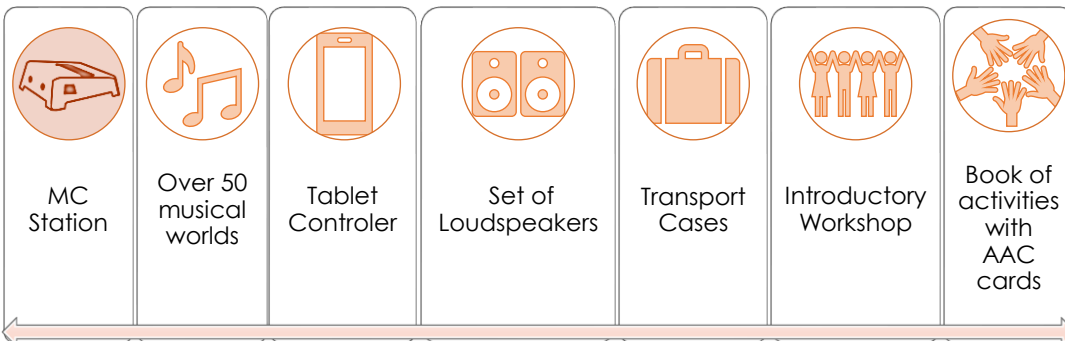 MC
Station
Over 50
musical
worlds
Tablet
Controler
Set of
Loudspeakers
Transport
Cases
Introductory
Workshop
Book of
activities
with
AAC
cards